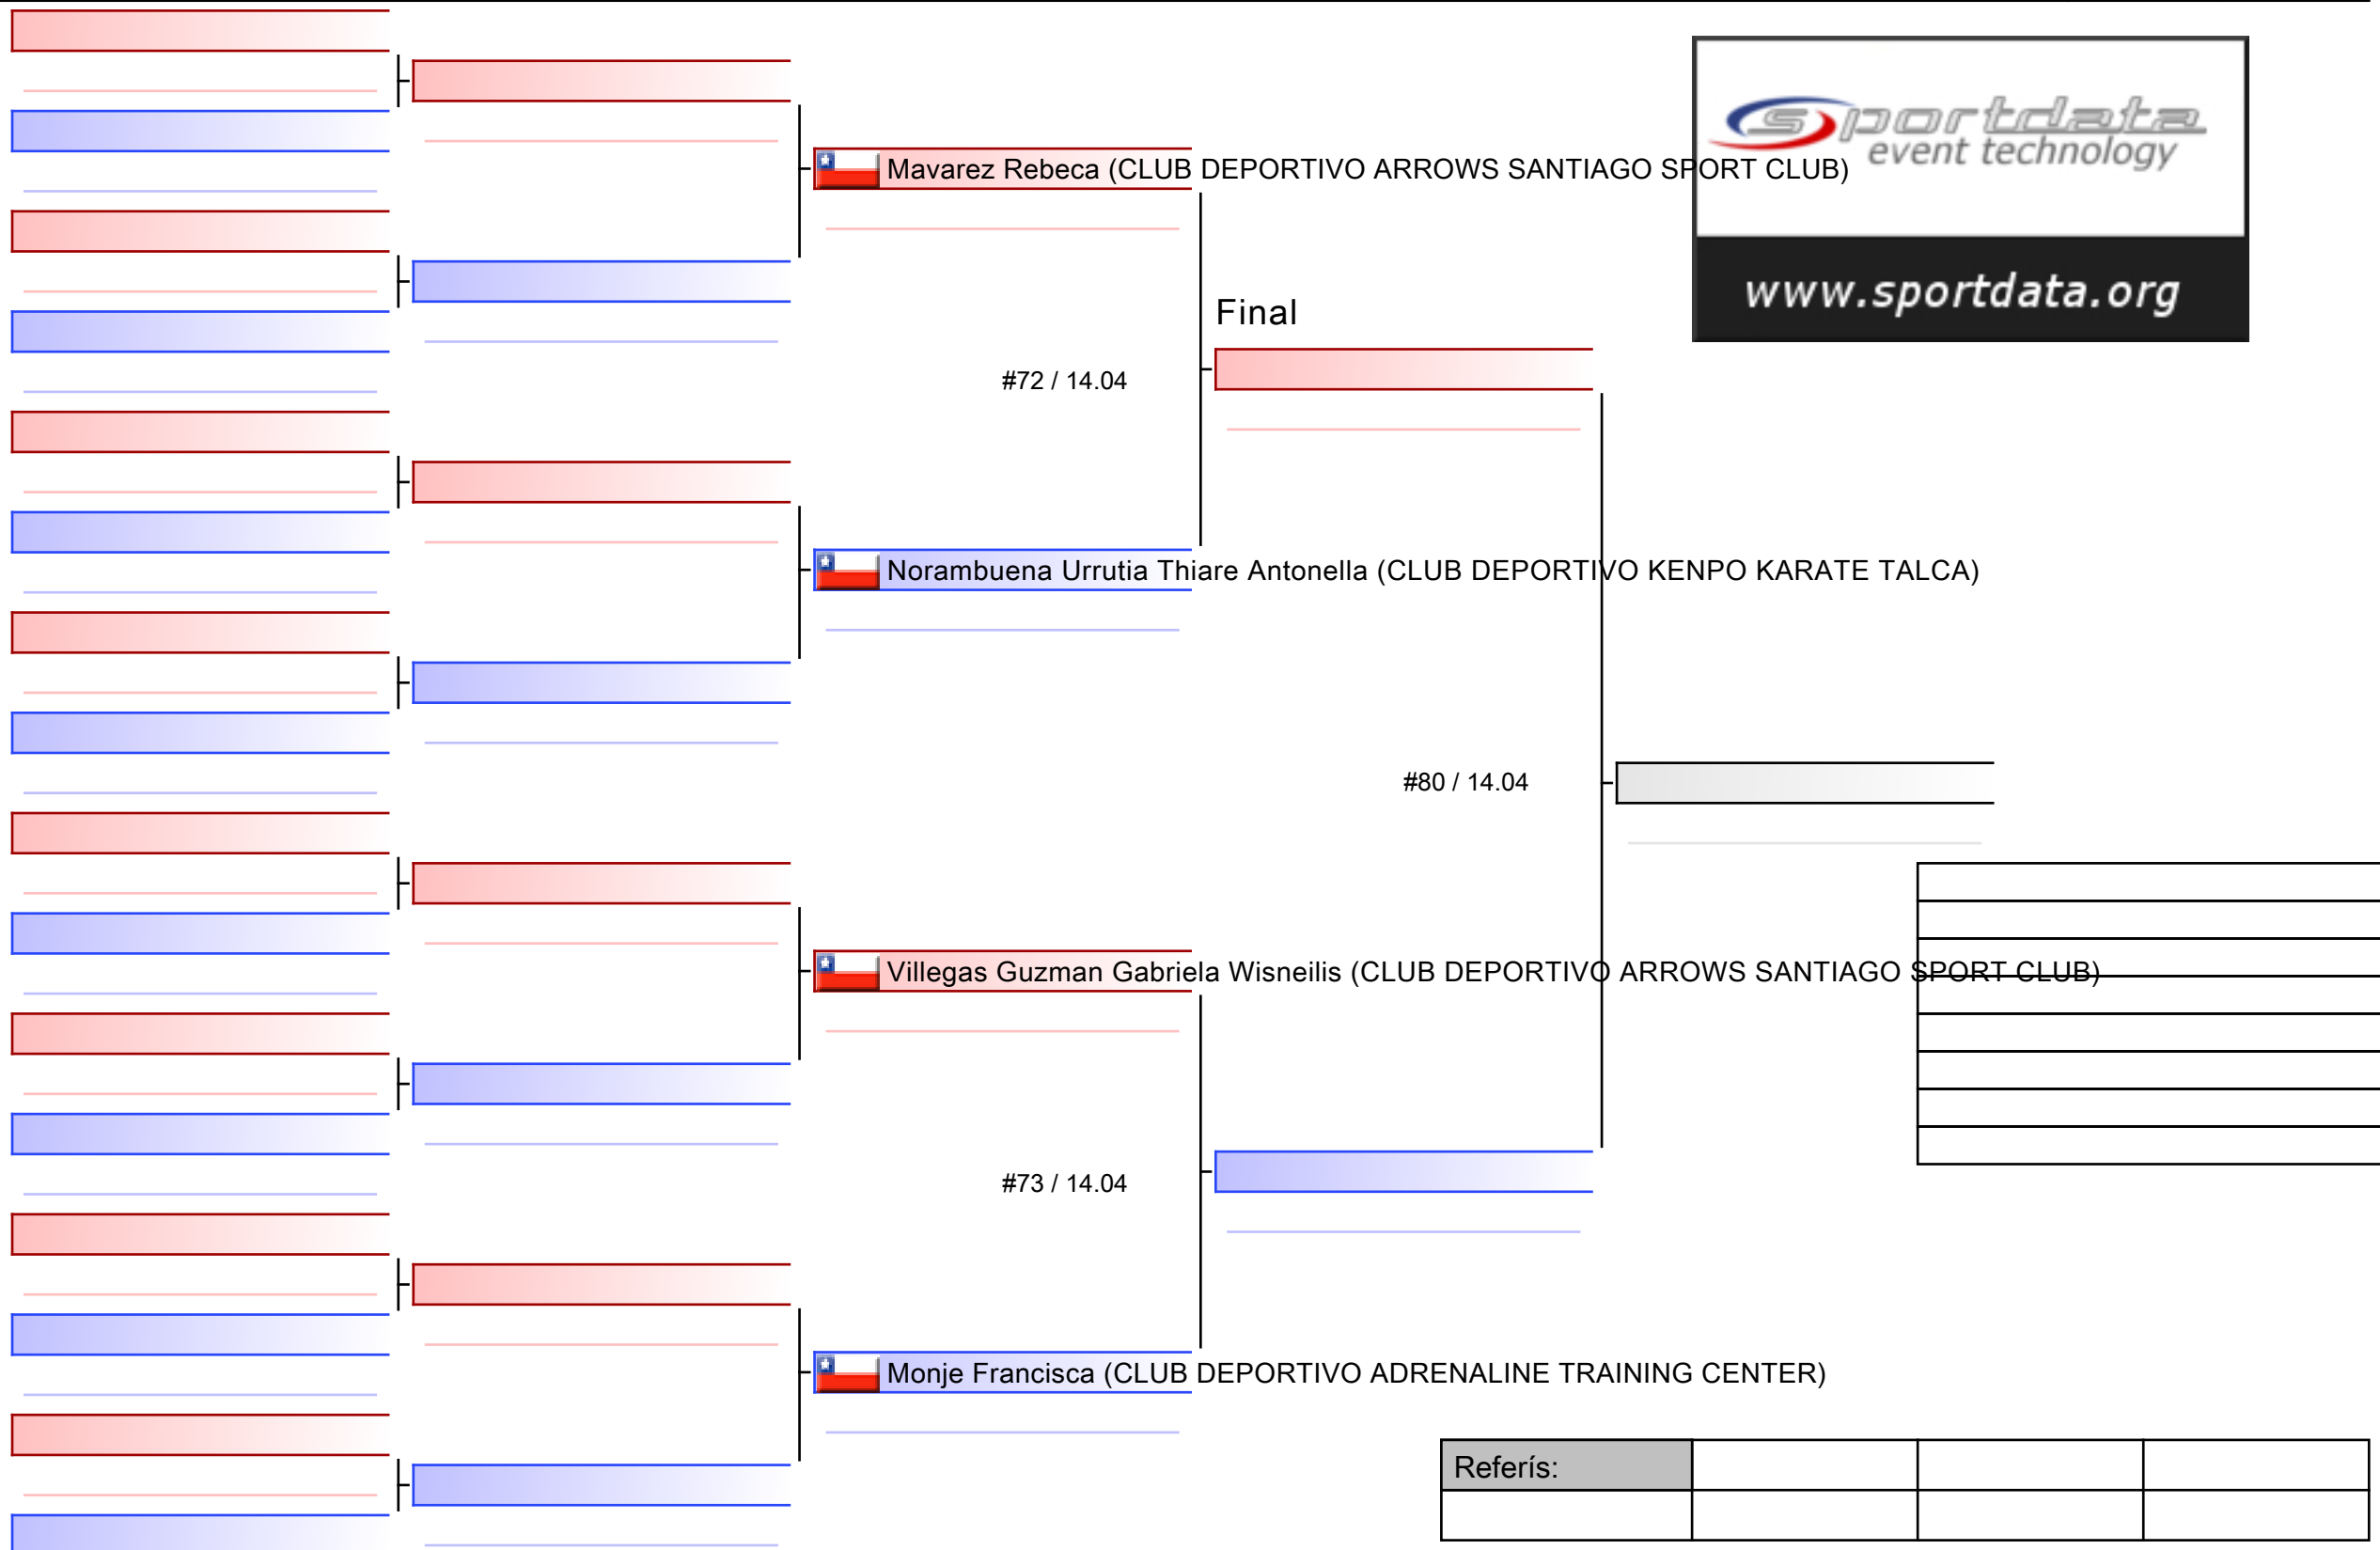 sportdata
event technology
www.sportdata.org
Mavarez Rebeca (CLUB DEPORTIVO ARROWS SANTIAGO SPORT CLUB)
Final
#72 / 14.04
Norambuena Urrutia Thiare Antonella (CLUB DEPORTIVO KENPO KARATE TALCA)
#80 / 14.04
Villegas Guzman Gabriela Wisneilis (CLUB DEPORTIVO ARROWS SANTIAGO SPORT CLUB)
#73 / 14.04
Monje Francisca (CLUB DEPORTIVO ADRENALINE TRAINING CENTER)
Referís: